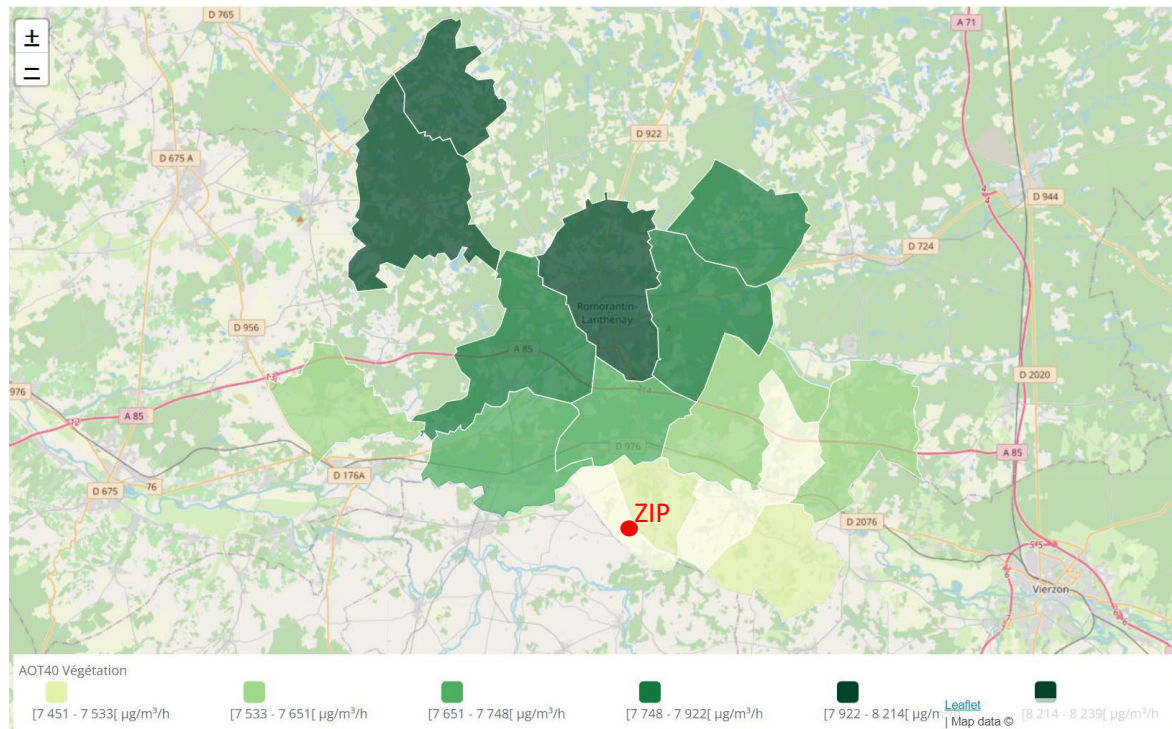 ±
−
D 765
A 71
D 922
D 675 A
D 944
D 724
Romorantin-
Lanthenay
D 956
A 85
D 2020
976
A 85
D 976
A 85
D 176A
D 675
76
ZIP
D 2076
Vierzon
AOT40 Végétation
[7 451 - 7 533[ µg/m³/h
[7 533 - 7 651[ µg/m³/h
[7 651 - 7 748[ µg/m³/h
[7 748 - 7 922[ µg/m³/h
[7 922 - 8 214[ µg/m³/h
Leaflet
| Map data ©
[8 214 - 8 239[ µg/m³/h